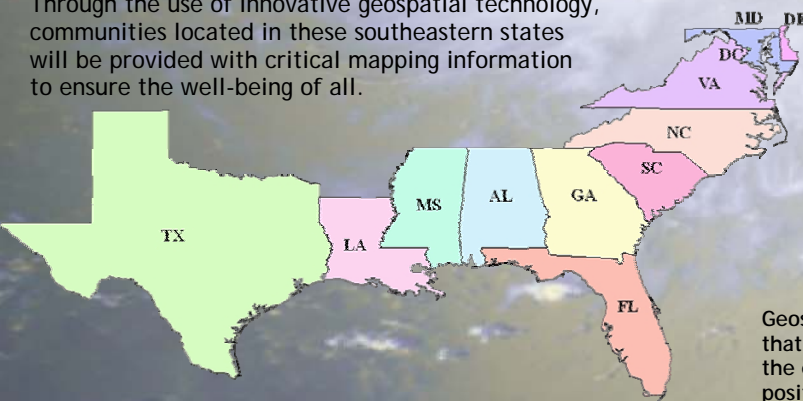 Through the use of innovative geospatial technology,
communities located in these southeastern states
will be provided with critical mapping information
to ensure the well-being of all.
MD
DC
VA
NC
SC
TX
LA
MS
AL
GA
FL
that
the